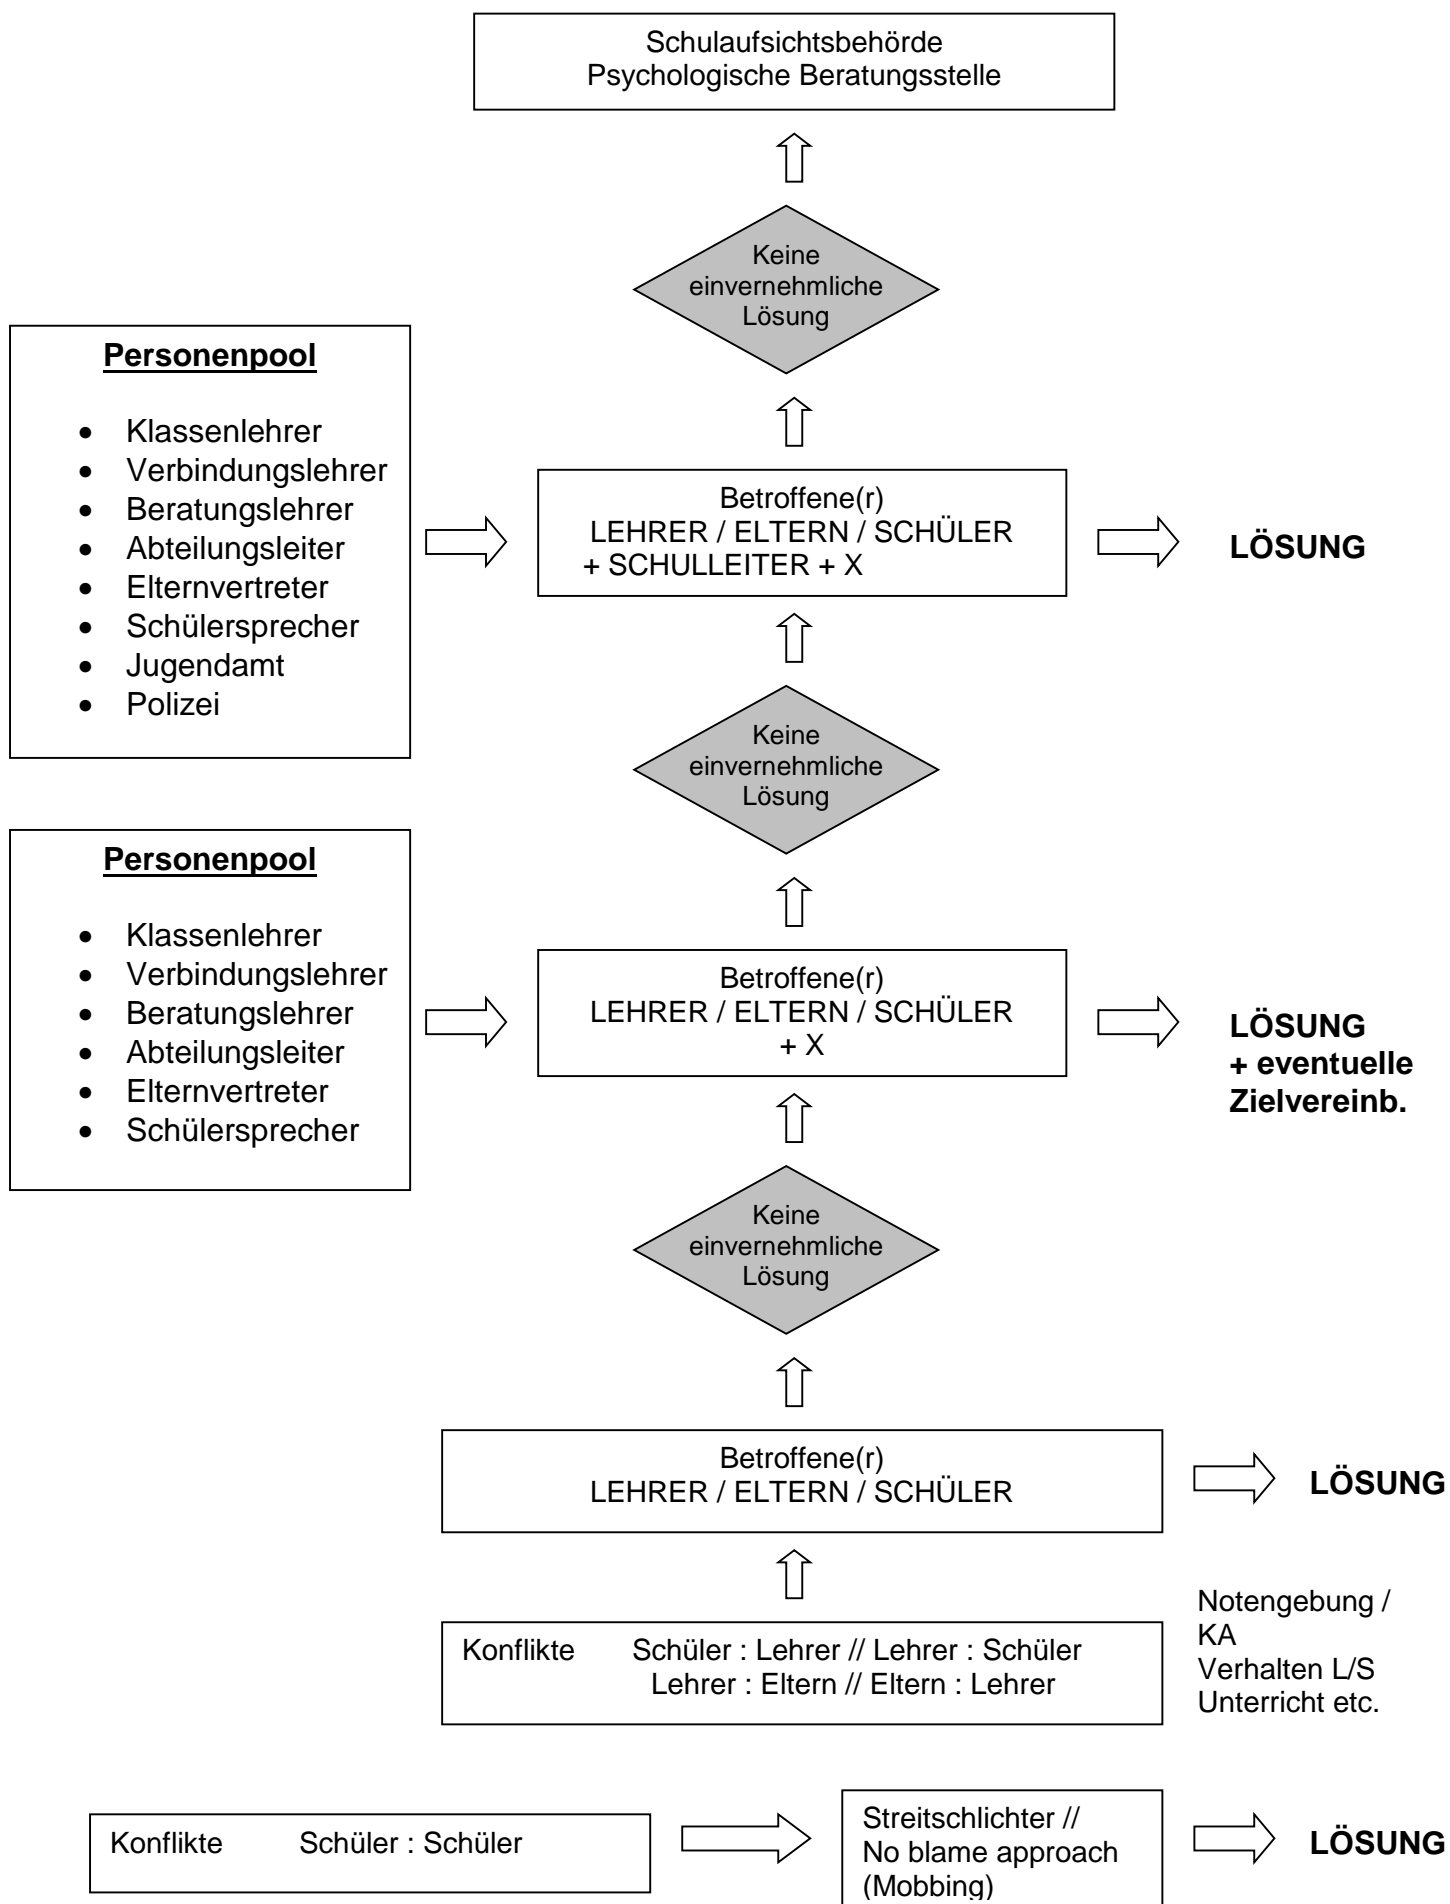 Schulaufsichtsbehörde
Psychologische Beratungsstelle
Keine
einvernehmliche
Lösung
Personenpool
• Klassenlehrer
• Verbindungslehrer
• Beratungslehrer
• Abteilungsleiter
• Elternvertreter
• Schülersprecher
• Jugendamt
• Polizei
Betroffene(r)
LEHRER / ELTERN / SCHÜLER
+ SCHULLEITER + X
LÖSUNG
Keine
einvernehmliche
Lösung
Personenpool
• Klassenlehrer
• Verbindungslehrer
• Beratungslehrer
• Abteilungsleiter
• Elternvertreter
• Schülersprecher
Betroffene(r)
LEHRER / ELTERN / SCHÜLER
+ X
LÖSUNG
+ eventuelle
Zielvereinb.
Keine
einvernehmliche
Lösung
Betroffene(r)
LEHRER / ELTERN / SCHÜLER
LÖSUNG
Konflikte Schüler : Lehrer // Lehrer : Schüler
Lehrer : Eltern // Eltern : Lehrer
Notengebung /
KA
Verhalten L/S
Unterricht etc.
Konflikte Schüler : Schüler
Streitschlichter //
No blame approach
(Mobbing)
LÖSUNG